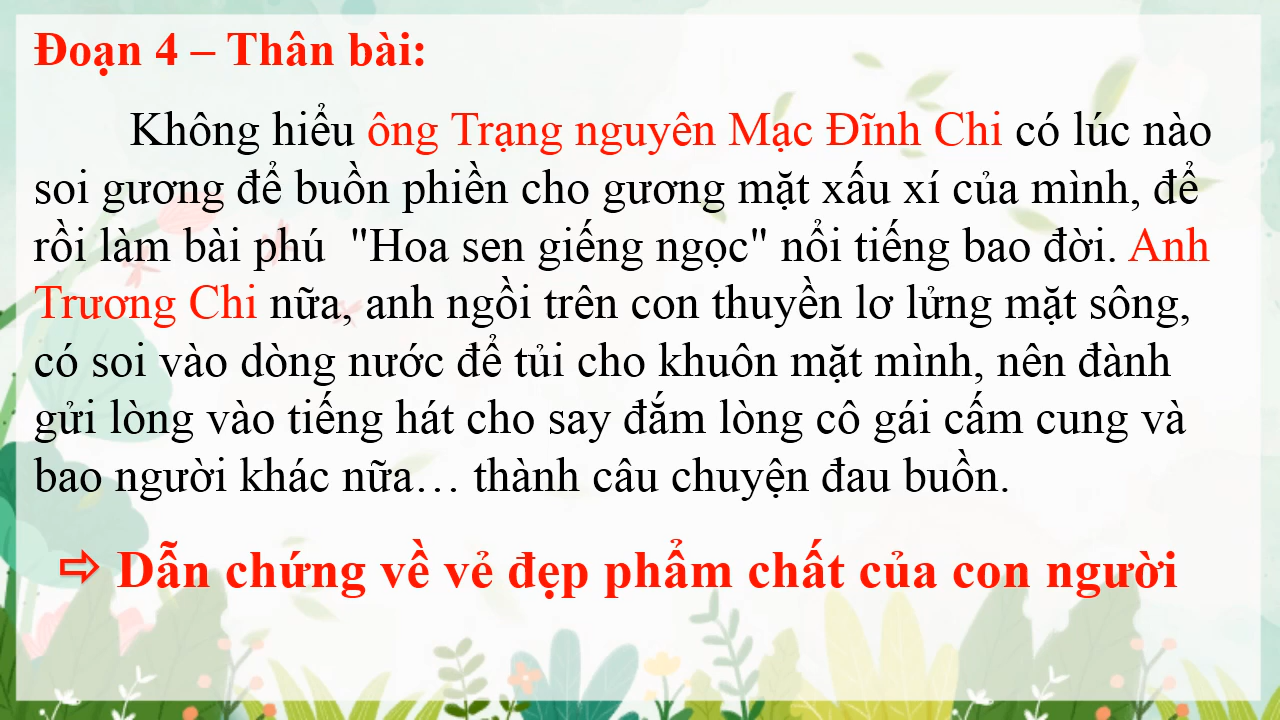 Đoạn 4 – Thân bài:
Không hiểu ông Trạng nguyên Mạc Đĩnh Chi có lúc nào
soi gương để buồn phiền cho gương mặt xấu xí của mình, để
rồi làm bài phú "Hoa sen giếng ngọc" nổi tiếng bao đời. Anh
Trương Chi nữa, anh ngồi trên con thuyền lơ lửng mặt sông,
có soi vào dòng nước để tủi cho khuôn mặt mình, nên đành
gửi lòng vào tiếng hát cho say đắm lòng cô gái cấm cung và
bao người khác nữa… thành câu chuyện đau buồn.
⇨ Dẫn chứng về vẻ đẹp phẩm chất của con người